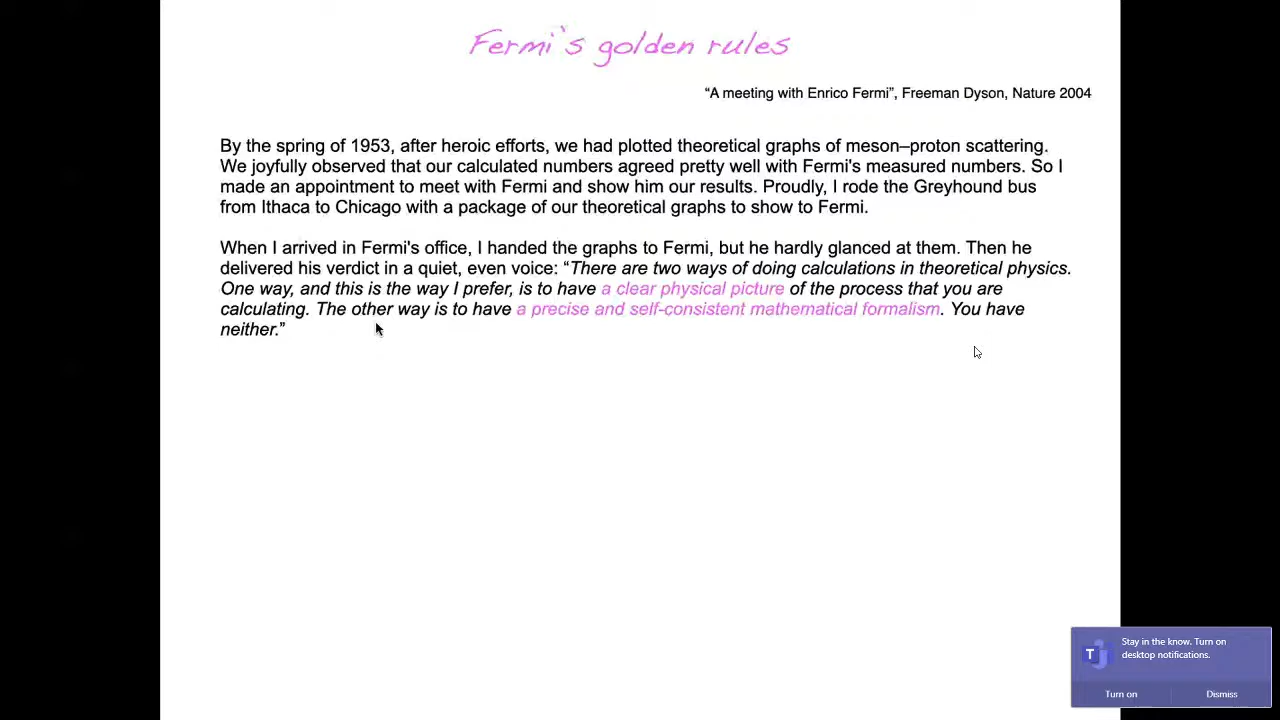 Fermi`s golden rules
“A meeting with Enrico Fermi”, Freeman Dyson, Nature 2004
By the spring of 1953, after heroic efforts, we had plotted theoretical graphs of meson–proton scattering.
We joyfully observed that our calculated numbers agreed pretty well with Fermi's measured numbers. So I
made an appointment to meet with Fermi and show him our results. Proudly, I rode the Greyhound bus
from Ithaca to Chicago with a package of our theoretical graphs to show to Fermi.
When I arrived in Fermi's office, I handed the graphs to Fermi, but he hardly glanced at them. Then he
delivered his verdict in a quiet, even voice: “There are two ways of doing calculations in theoretical physics.
One way, and this is the way I prefer, is to have a clear physical picture of the process that you are
calculating. The other way is to have a precise and self-consistent mathematical formalism. You have
neither.”
Stay in the know. Turn on
desktop notifications.
T
Turn on
Dismiss